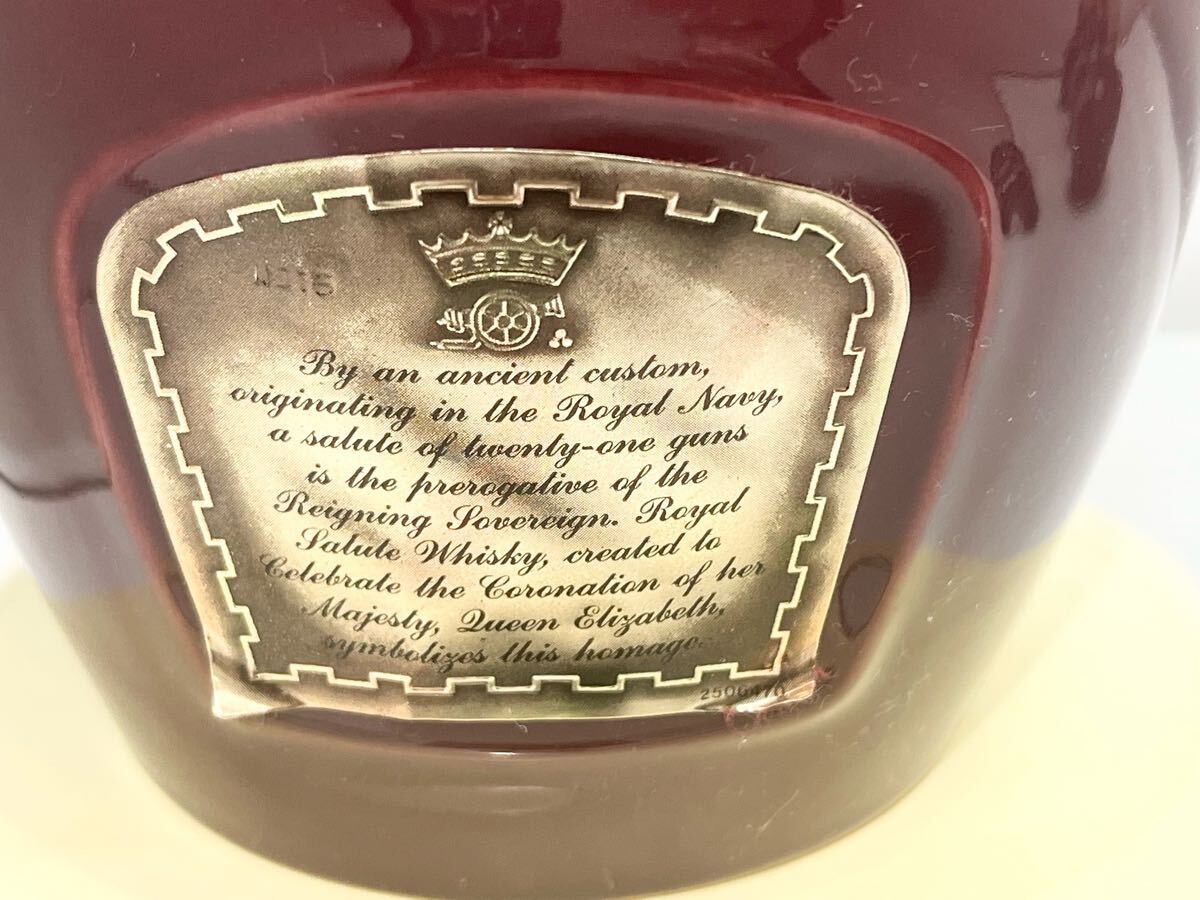 By an ancient custom,
originating in the Royal Navy,
a salute of twenty-one guns
is the prerogative of the
Reigning Sovereign. Royal
Salute Whisky, created to
Celebrate the Coronation of her
Majesty, Queen Elizabeth,
symbolizes this homage.